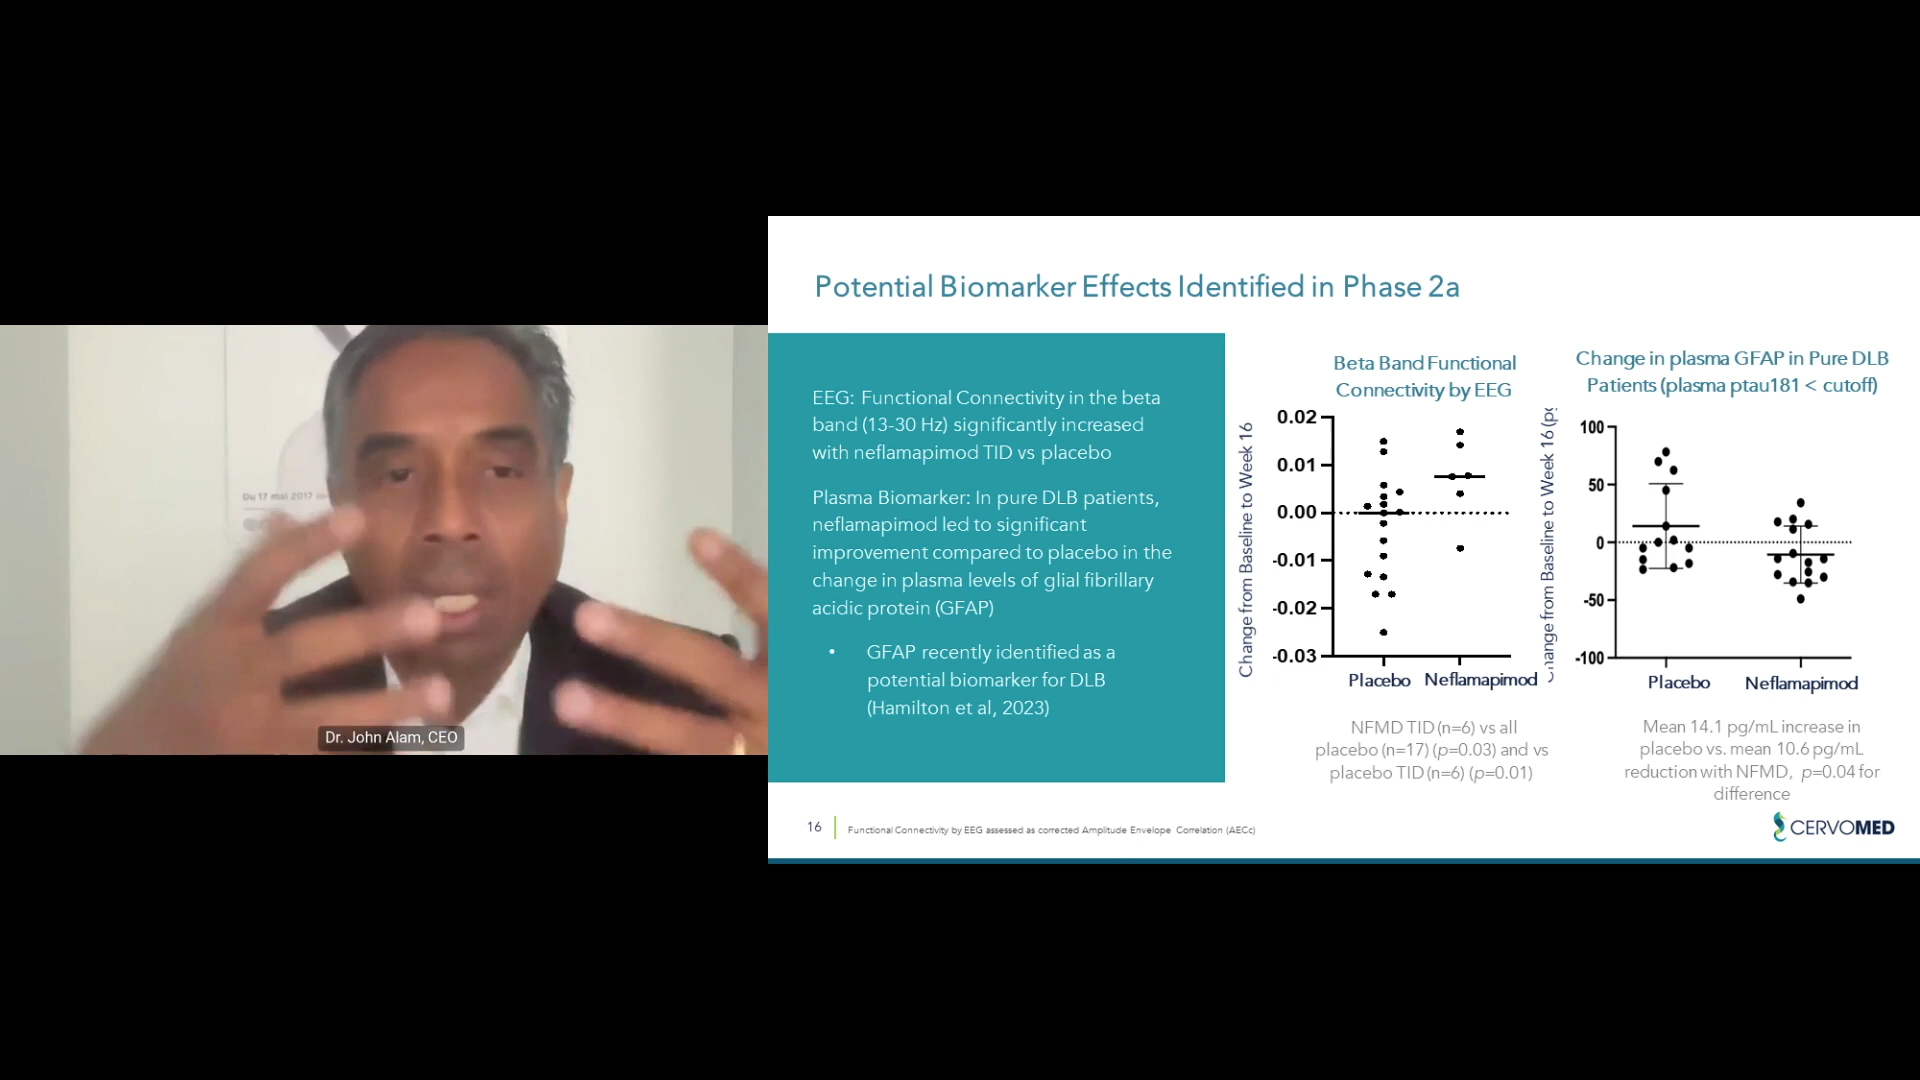 Du 17 mai 2017
Dr. John Alam, CEO
Potential Biomarker Effects Identified in Phase 2a
EEG: Functional Connectivity in the beta
band (13-30 Hz) significantly increased
with neflamapimod TID vs placebo
Plasma Biomarker: In pure DLB patients,
neflamapimod led to significant
improvement compared to placebo in the
change in plasma levels of glial fibrillary
acidic protein (GFAP)
• GFAP recently identified as a
potential biomarker for DLB
(Hamilton et al, 2023)
Beta Band Functional
Connectivity by EEG
Change from Baseline to Week 16
0.02
0.01
0.00
-0.01
-0.02
-0.03
Placebo Neflamapimod
NFMD TID (n=6) vs all
placebo (n=17) (p=0.03) and vs
placebo TID (n=6) (p=0.01)
Change in plasma GFAP in Pure DLB
Patients (plasma ptau181 < cutoff)
Change from Baseline to Week 16 (pg
100
50
0
-50
-100
Placebo Neflamapimod
Mean 14.1 pg/mL increase in
placebo vs. mean 10.6 pg/mL
reduction with NFMD, p=0.04 for
difference
16
Functional Connectivity by EEG assessed as corrected Amplitude Envelope Correlation (AECc)
CERVOMED